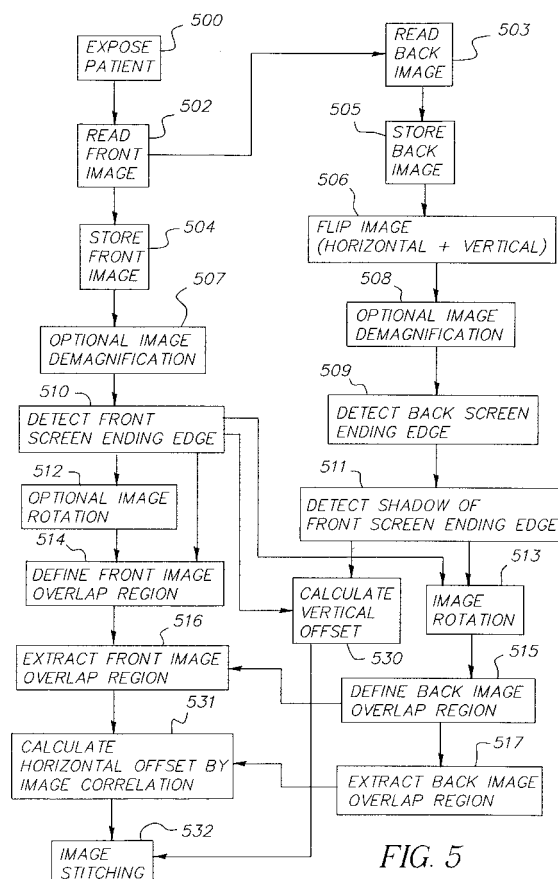 500
EXPOSE
PATIENT
502
READ
FRONT
IMAGE
504
STORE
FRONT
IMAGE
507
OPTIONAL IMAGE
DEMAGNIFICATION
510
DETECT FRONT
SCREEN ENDING EDGE
512
OPTIONAL IMAGE
ROTATION
514
DEFINE FRONT IMAGE
OVERLAP REGION
516
EXTRACT FRONT IMAGE
OVERLAP REGION
531
CALCULATE
HORIZONTAL OFFSET BY
IMAGE CORRELATION
532
IMAGE
STITCHING
503
READ
BACK
IMAGE
505
STORE
BACK
IMAGE
506
FLIP IMAGE
(HORIZONTAL + VERTICAL)
508
OPTIONAL IMAGE
DEMAGNIFICATION
509
DETECT BACK SCREEN
ENDING EDGE
511
DETECT SHADOW OF
FRONT SCREEN ENDING EDGE
CALCULATE
VERTICAL
OFFSET
530
513
IMAGE
ROTATION
515
DEFINE BACK IMAGE
OVERLAP REGION
517
EXTRACT BACK IMAGE
OVERLAP REGION
FIG. 5